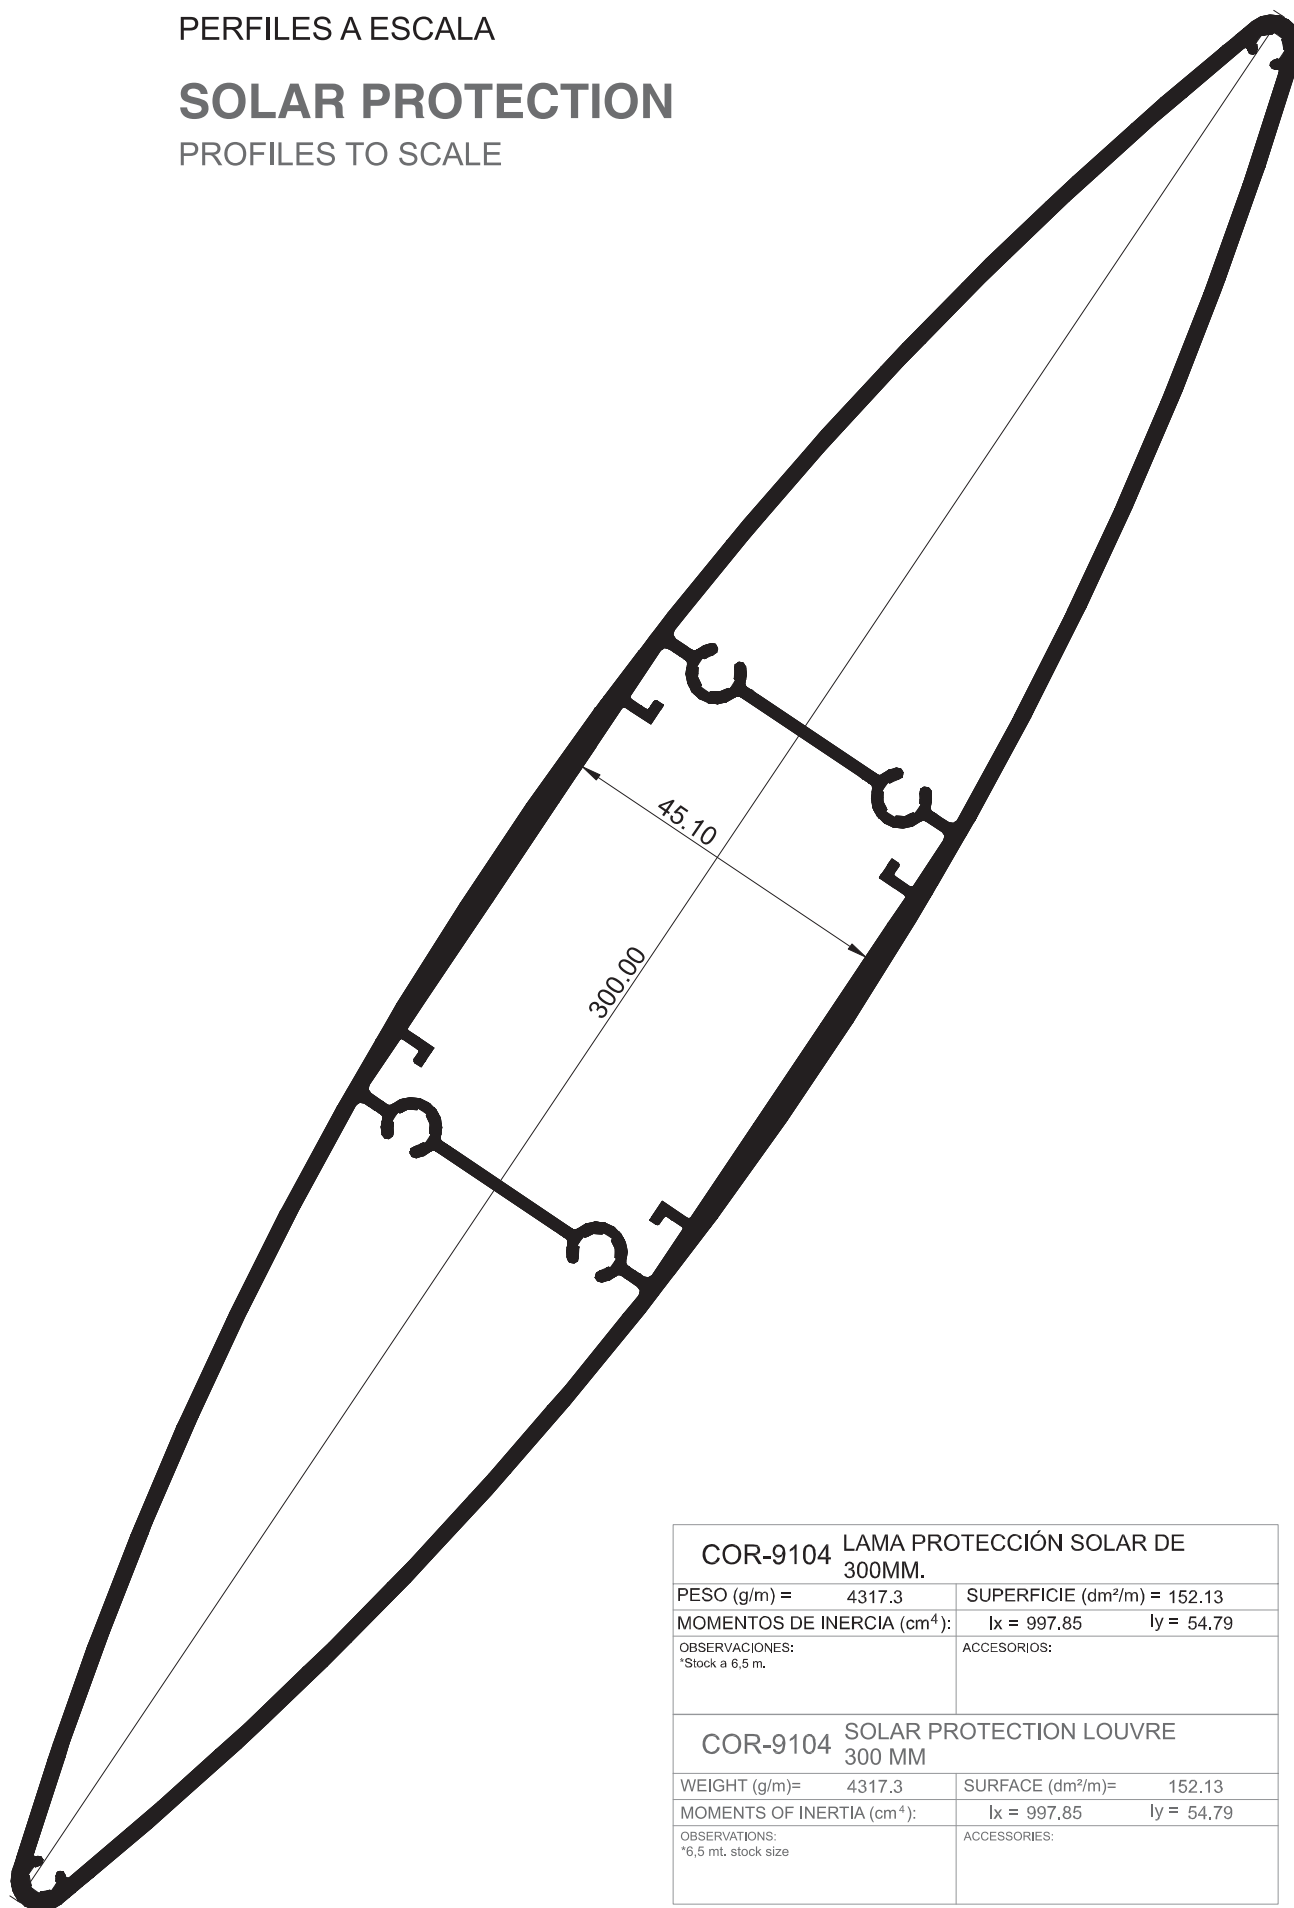 PERFILES A ESCALA
SOLAR PROTECTION
PROFILES TO SCALE
45.10
300.00
COR-9104 LAMA PROTECCIÓN SOLAR DE
300MM.
PESO (g/m) = 4317.3 SUPERFICIE (dm²/m) = 152.13
MOMENTOS DE INERCIA (cm⁴): Ix = 997.85 Iy = 54.79
OBSERVACIONES: ACCESORIOS:
*Stock a 6,5 m.
COR-9104 SOLAR PROTECTION LOUVRE
300 MM
WEIGHT (g/m)= 4317.3 SURFACE (dm²/m)= 152.13
MOMENTS OF INERTIA (cm⁴): Ix = 997.85 Iy = 54.79
OBSERVATIONS: ACCESSORIES:
*6,5 mt. stock size